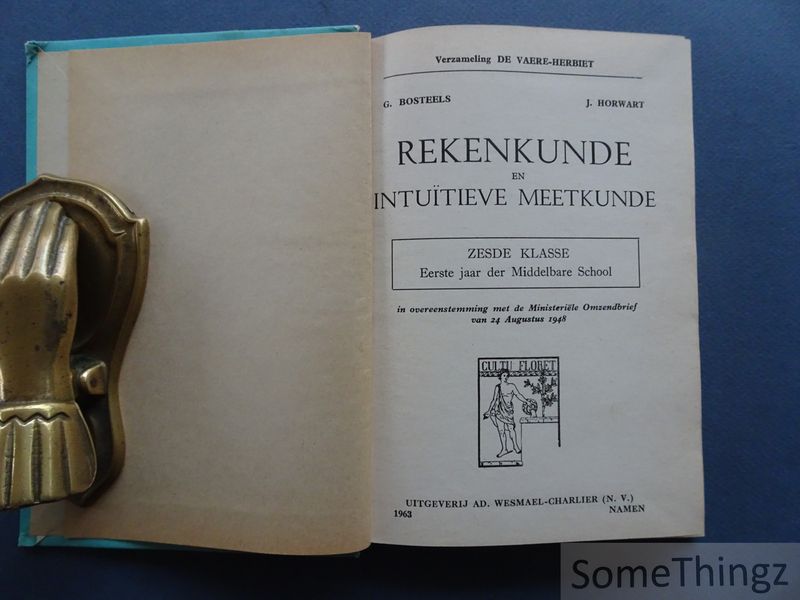 Verzameling DE VAERE-HERBIET
G. BOSTEELS J. HORWART
REKENKUNDE
EN
INTUÏTIEVE MEETKUNDE
ZESDE KLASSE
Eerste jaar der Middelbare School
in overeenstemming met de Ministeriële Omzendbrief
van 24 Augustus 1948
CULTU FLORET
UITGEVERIJ AD. WESMAEL-CHARLIER (N. V.)
1963 NAMEN
SomeThingz